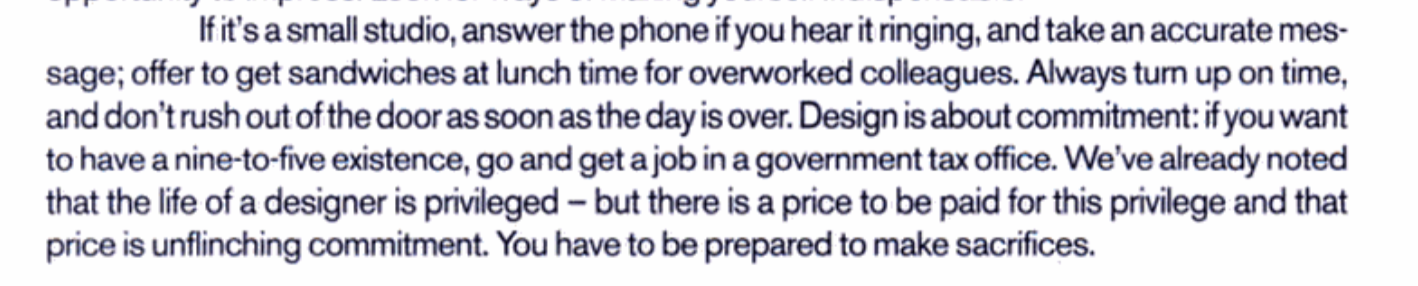 If it's a small studio, answer the phone if you hear it ringing, and take an accurate mes-
sage; offer to get sandwiches at lunch time for overworked colleagues. Always turn up on time,
and don't rush out of the door as soon as the day is over. Design is about commitment: if you want
to have a nine-to-five existence, go and get a job in a government tax office. We've already noted
that the life of a designer is privileged – but there is a price to be paid for this privilege and that
price is unflinching commitment. You have to be prepared to make sacrifices.